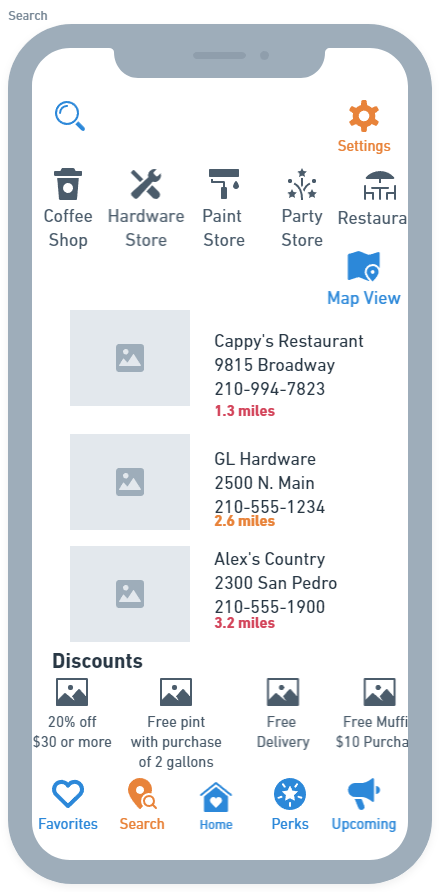 Search
Settings
Coffee Shop
Hardware Store
Paint Store
Party Store
Restaura
Map View
Cappy's Restaurant
9815 Broadway
210-994-7823
1.3 miles
GL Hardware
2500 N. Main
210-555-1234
2.6 miles
Alex's Country
2300 San Pedro
210-555-1900
3.2 miles
Discounts
20% off
$30 or more
Free pint
with purchase
of 2 gallons
Free
Delivery
Free Muffi
$10 Purcha
Favorites
Search
Home
Perks
Upcoming